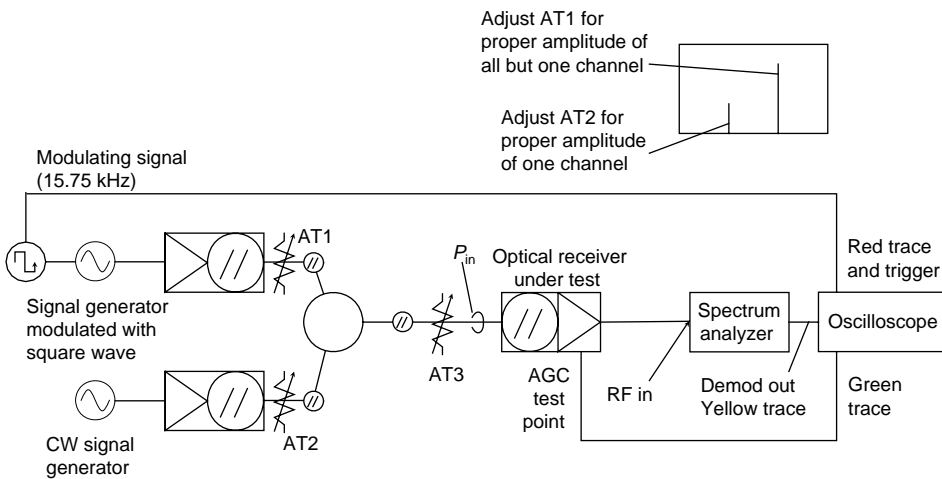 Adjust AT1 for
proper amplitude of
all but one channel
Adjust AT2 for
proper amplitude
of one channel
Modulating signal
(15.75 kHz)
AT1
Pin
Optical receiver
under test
Red trace
and trigger
Signal generator
modulated with
square wave
Spectrum
analyzer
Oscilloscope
AT3
AGC
test
point
RF in
Demod out
Yellow trace
Green
trace
CW signal
generator
AT2